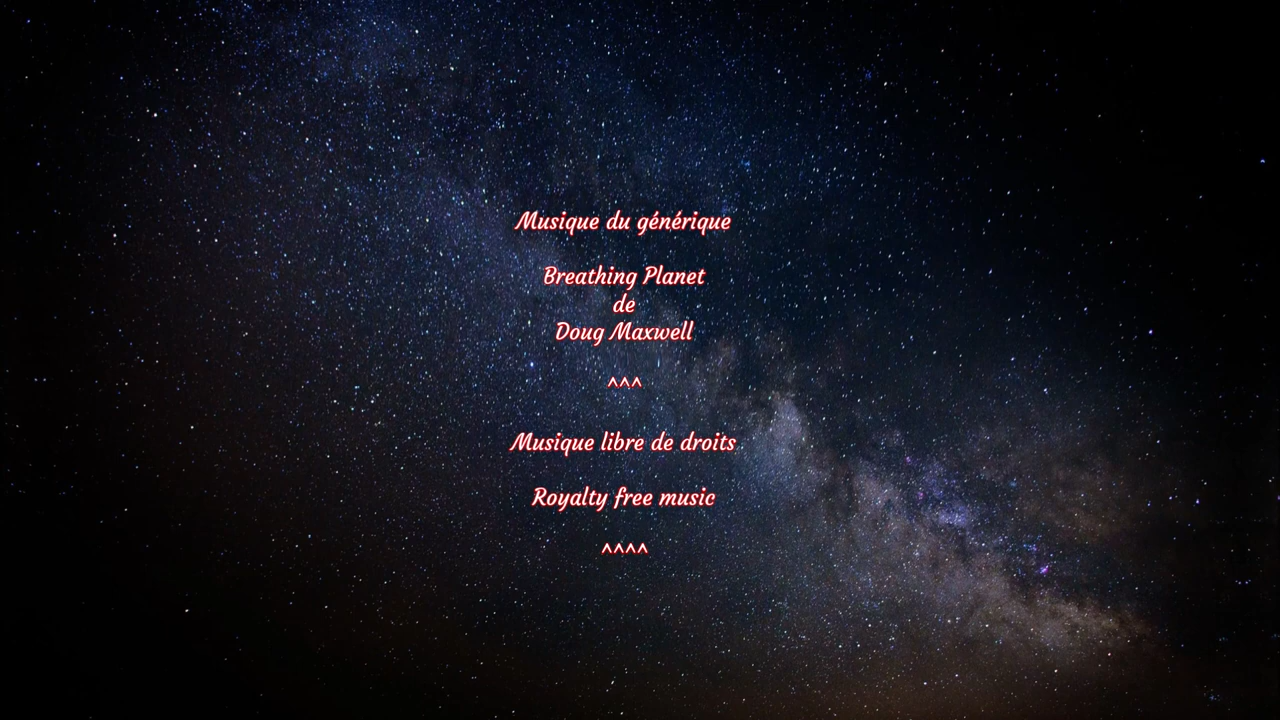 Musique du générique
Breathing Planet
de
Doug Maxwell
^^^
Musique libre de droits
Royalty free music
^^^^